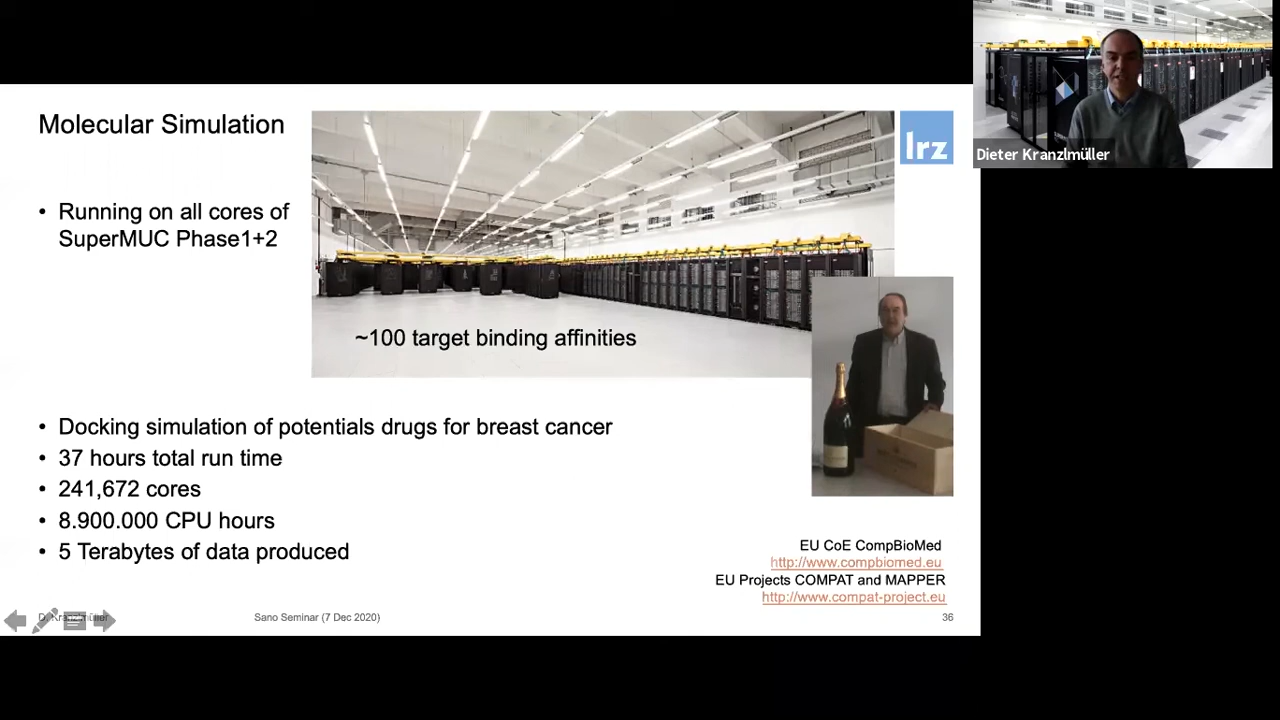 Molecular Simulation
lrz
Dieter Kranzlmüller
• Running on all cores of
SuperMUC Phase1+2
~100 target binding affinities
• Docking simulation of potentials drugs for breast cancer
• 37 hours total run time
• 241,672 cores
• 8.900.000 CPU hours
• 5 Terabytes of data produced
EU CoE CompBioMed
http://www.compbiomed.eu
EU Projects COMPAT and MAPPER
http://www.compat-project.eu
D. Kranzlmüller
Sano Seminar (7 Dec 2020)
36